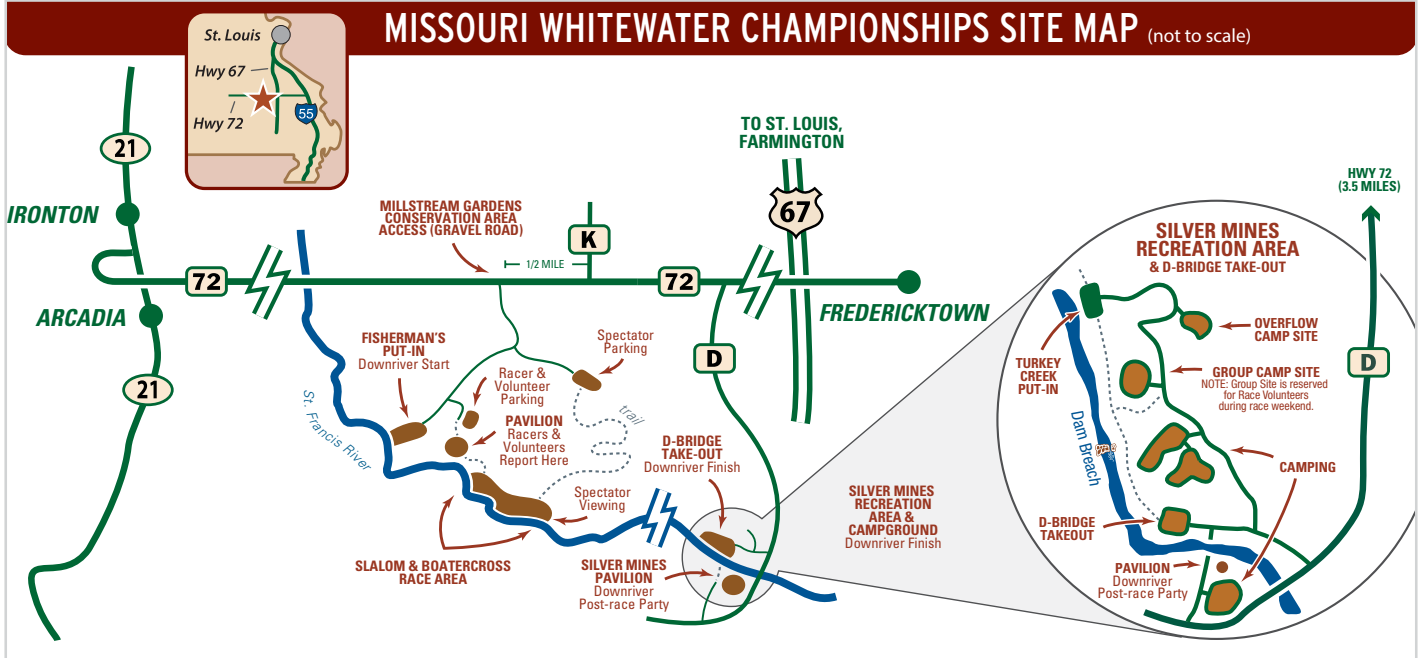 MISSOURI WHITEWATER CHAMPIONSHIPS SITE MAP (not to scale)
St. Louis
Hwy 67
Hwy 72
55
21
IRONTON
72
ARCADIA
21
MILLSTREAM GARDENS
CONSERVATION AREA
ACCESS (GRAVEL ROAD)
1/2 MILE
K
72
TO ST. LOUIS,
FARMINGTON
67
FREDERICKTOWN
D
FISHERMAN'S
PUT-IN
Downriver Start
Racer &
Volunteer
Parking
Spectator
Parking
PAVILION
Racers &
Volunteers
Report Here
trail
St. Francis River
Spectator
Viewing
SLALOM & BOATERCROSS
RACE AREA
D-BRIDGE
TAKE-OUT
Downriver Finish
SILVER MINES
PAVILION
Downriver
Post-race Party
SILVER MINES
RECREATION
AREA &
CAMPGROUND
Downriver Finish
HWY 72
(3.5 MILES)
D
SILVER MINES
RECREATION AREA
& D-BRIDGE TAKE-OUT
OVERFLOW
CAMP SITE
TURKEY
CREEK
PUT-IN
GROUP CAMP SITE
NOTE: Group Site is reserved
for Race Volunteers
during race weekend.
Dam Breach
CAMPING
D-BRIDGE
TAKEOUT
PAVILION
Downriver
Post-race Party